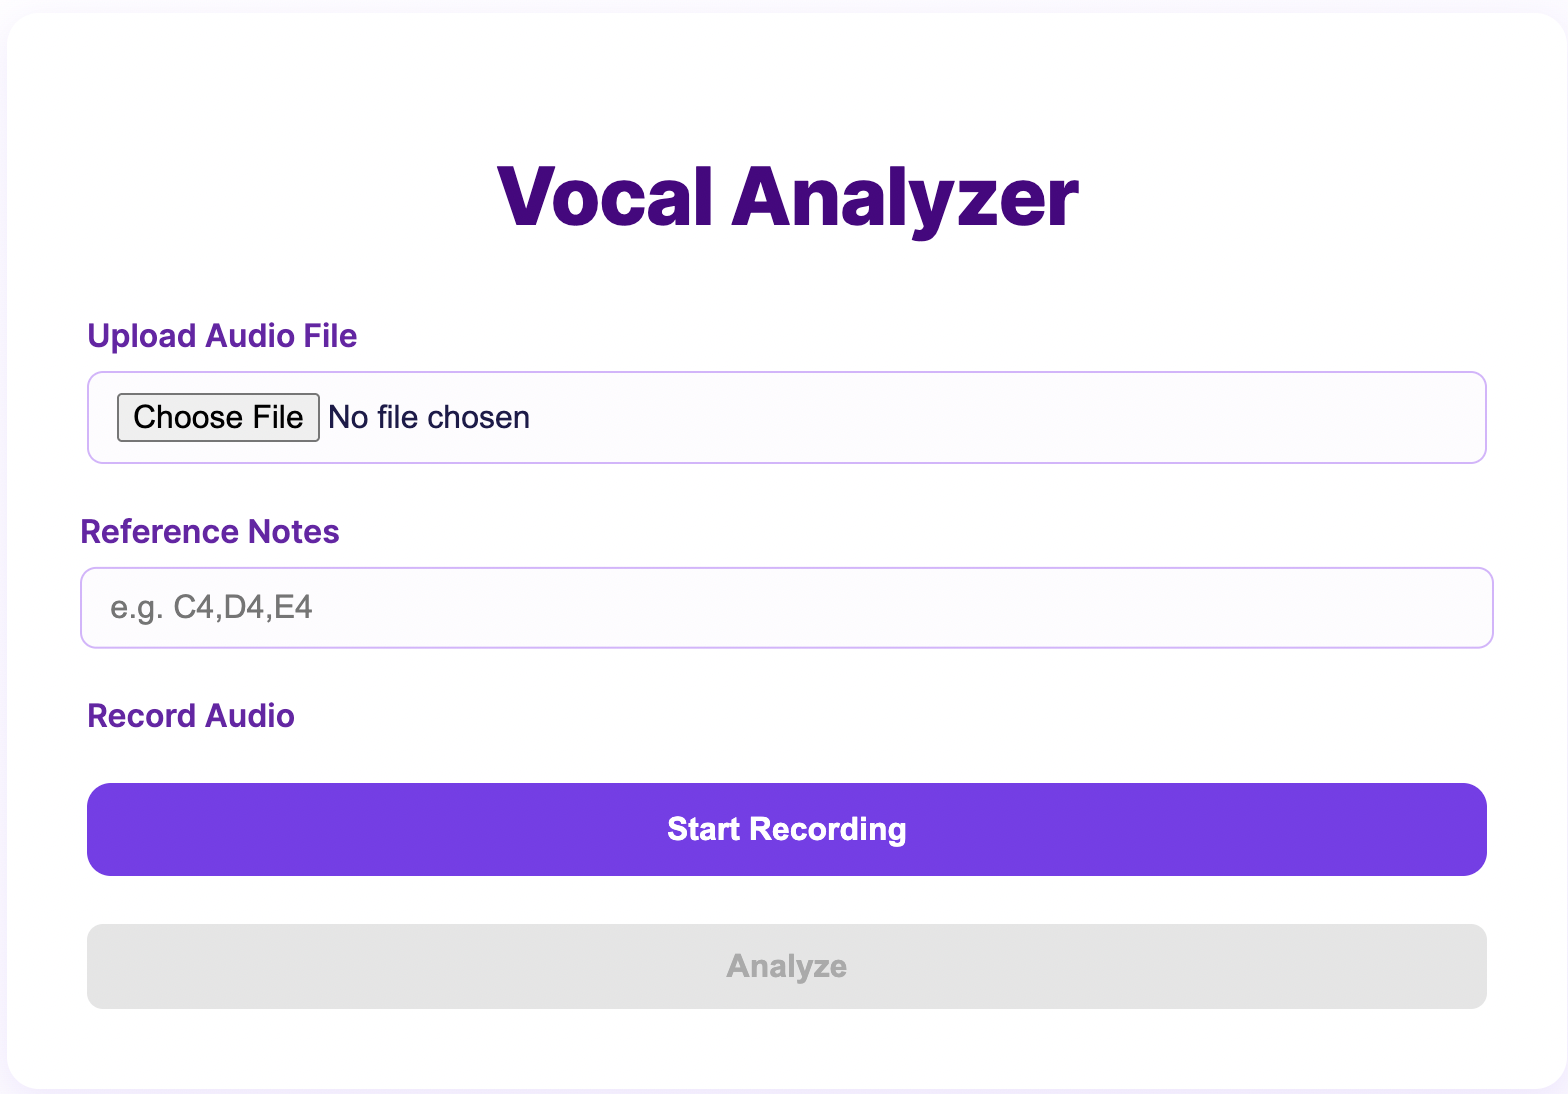 Vocal Analyzer
Upload Audio File
Choose File No file chosen
Reference Notes
e.g. C4,D4,E4
Record Audio
Start Recording
Analyze